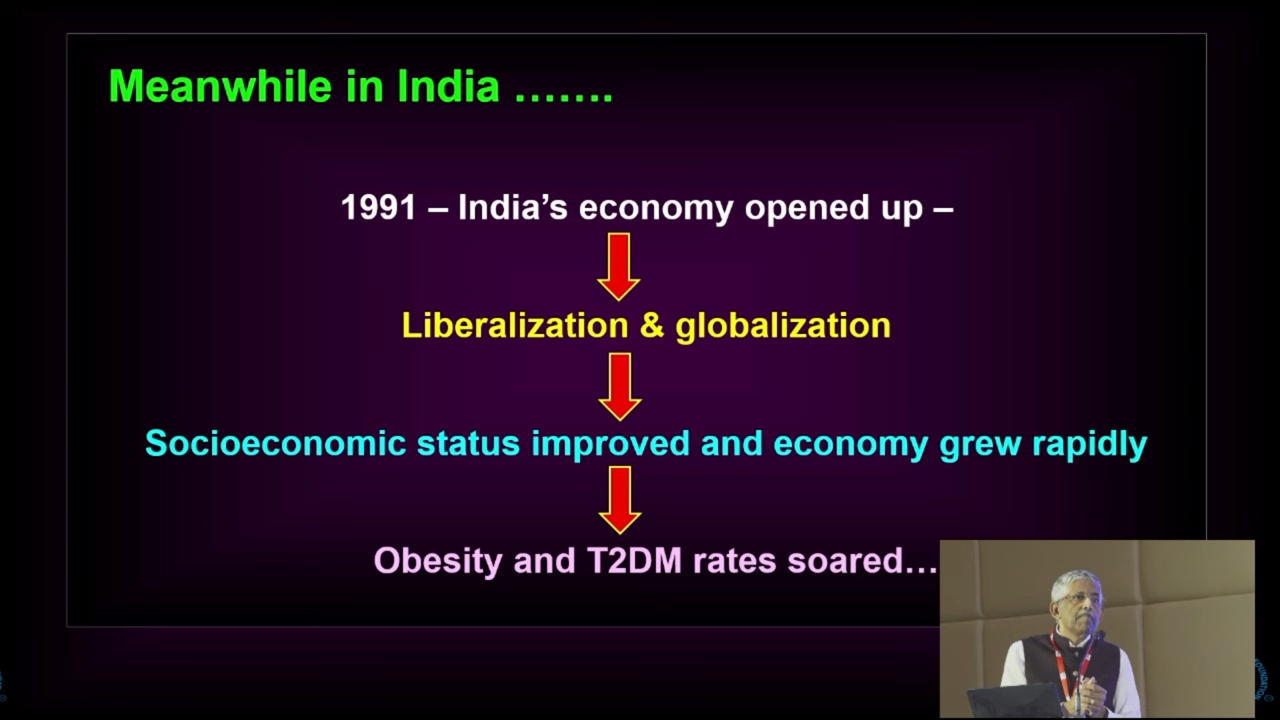 Meanwhile in India …….
1991 – India’s economy opened up –
Liberalization & globalization
Socioeconomic status improved and economy grew rapidly
Obesity and T2DM rates soared…